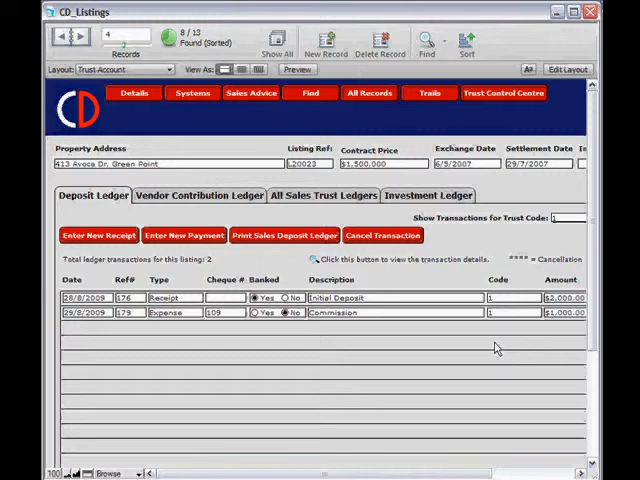 CD_Listings
4
Records
8 / 13
Found (Sorted)
Show All
New Record
Delete Record
Find
Sort
Layout: Trust Account
View As:
Preview
Aa
Edit Layout
CD
Details
Systems
Sales Advice
Find
All Records
Trails
Trust Control Centre
Property Address
Listing Ref:
Contract Price
Exchange Date
Settlement Date
In
413 Avoca Dr, Green Point
L20023
$1,500,000
6/5/2007
29/7/2007
Deposit Ledger
Vendor Contribution Ledger
All Sales Trust Ledgers
Investment Ledger
Show Transactions for Trust Code: 1
Enter New Receipt
Enter New Payment
Print Sales Deposit Ledger
Cancel Transaction
Total ledger transactions for this listing: 2
Click this button to view the transaction details.
**** = Cancellation
Date Ref# Type Cheque # Banked Description Code Amount
28/8/2009 176 Receipt Yes No Initial Deposit 1 $2,000.00
29/8/2009 179 Expense 109 Yes No Commission 1 $1,000.00
100 Browse